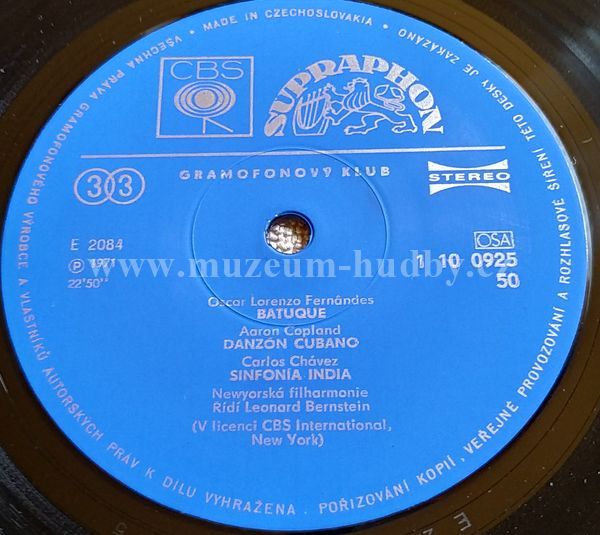 VŠECHNA PRÁVA GRAMOFONOVÉHO VÝROBCE A VLASTNÍKŮ AUTORSKÝCH PRÁV K DÍLU VYHRAŽENA. POŘIZOVÁNÍ KOPIÍ, VEŘEJNÉ PROVOZOVÁNÍ A ROZHLASOVÉ ŠÍŘENÍ TÉTO DESKY JE ZAKÁZÁNO • MADE IN CZECHOSLOVAKIA •
CBS
SUPRAPHON
GRAMOFONOVÝ KLUB
33
STEREO
E 2084
OSA
℗ 1971
1 10 0925
22'50''
50
www.muzeum-hudby.cz
Oscar Lorenzo Fernândes
BATUQUE
Aaron Copland
DANZÓN CUBANO
Carlos Chávez
SINFONÍA INDIA
Newyorská filharmonie
Řídí Leonard Bernstein
(V licenci CBS International,
New York)